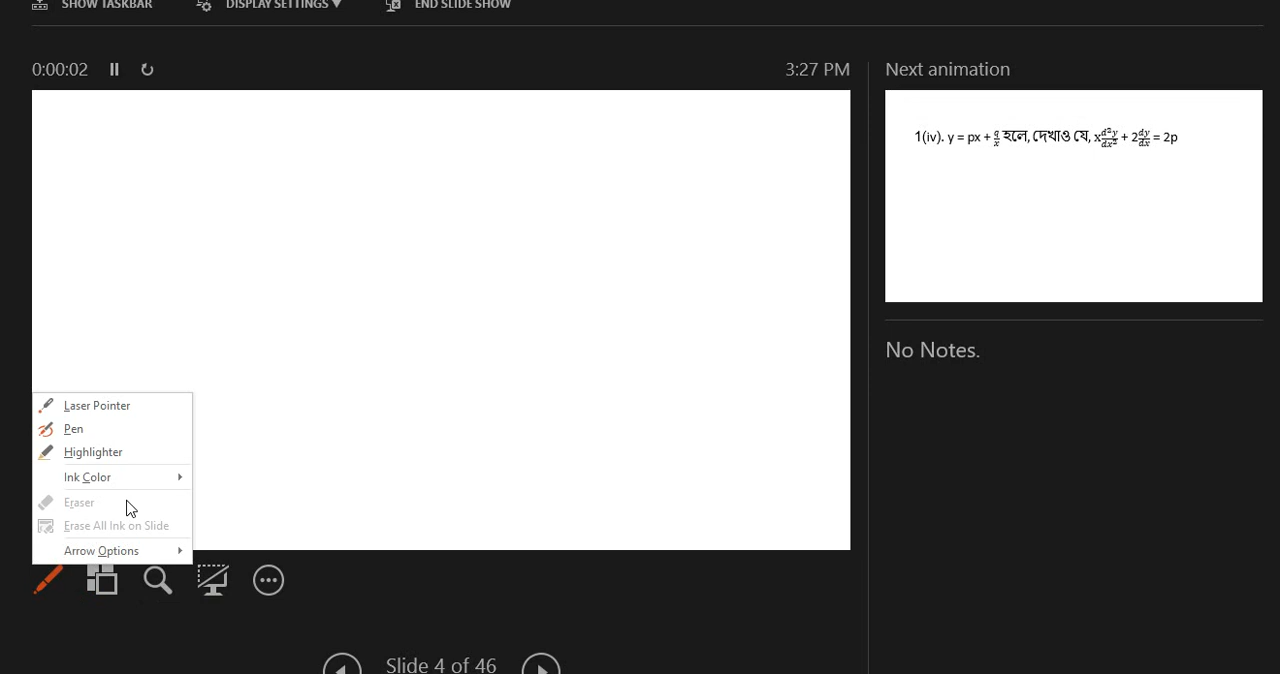 SHOW TASKBAR DISPLAY SETTINGS ▼ END SLIDE SHOW
0:00:02 3:27 PM
Next animation
1(iv). y = px + q/x হলে, দেখাও যে, x d²y/dx² + 2 dy/dx = 2p
No Notes.
Laser Pointer
Pen
Highlighter
Ink Color
Eraser
Erase All Ink on Slide
Arrow Options
Slide 4 of 46